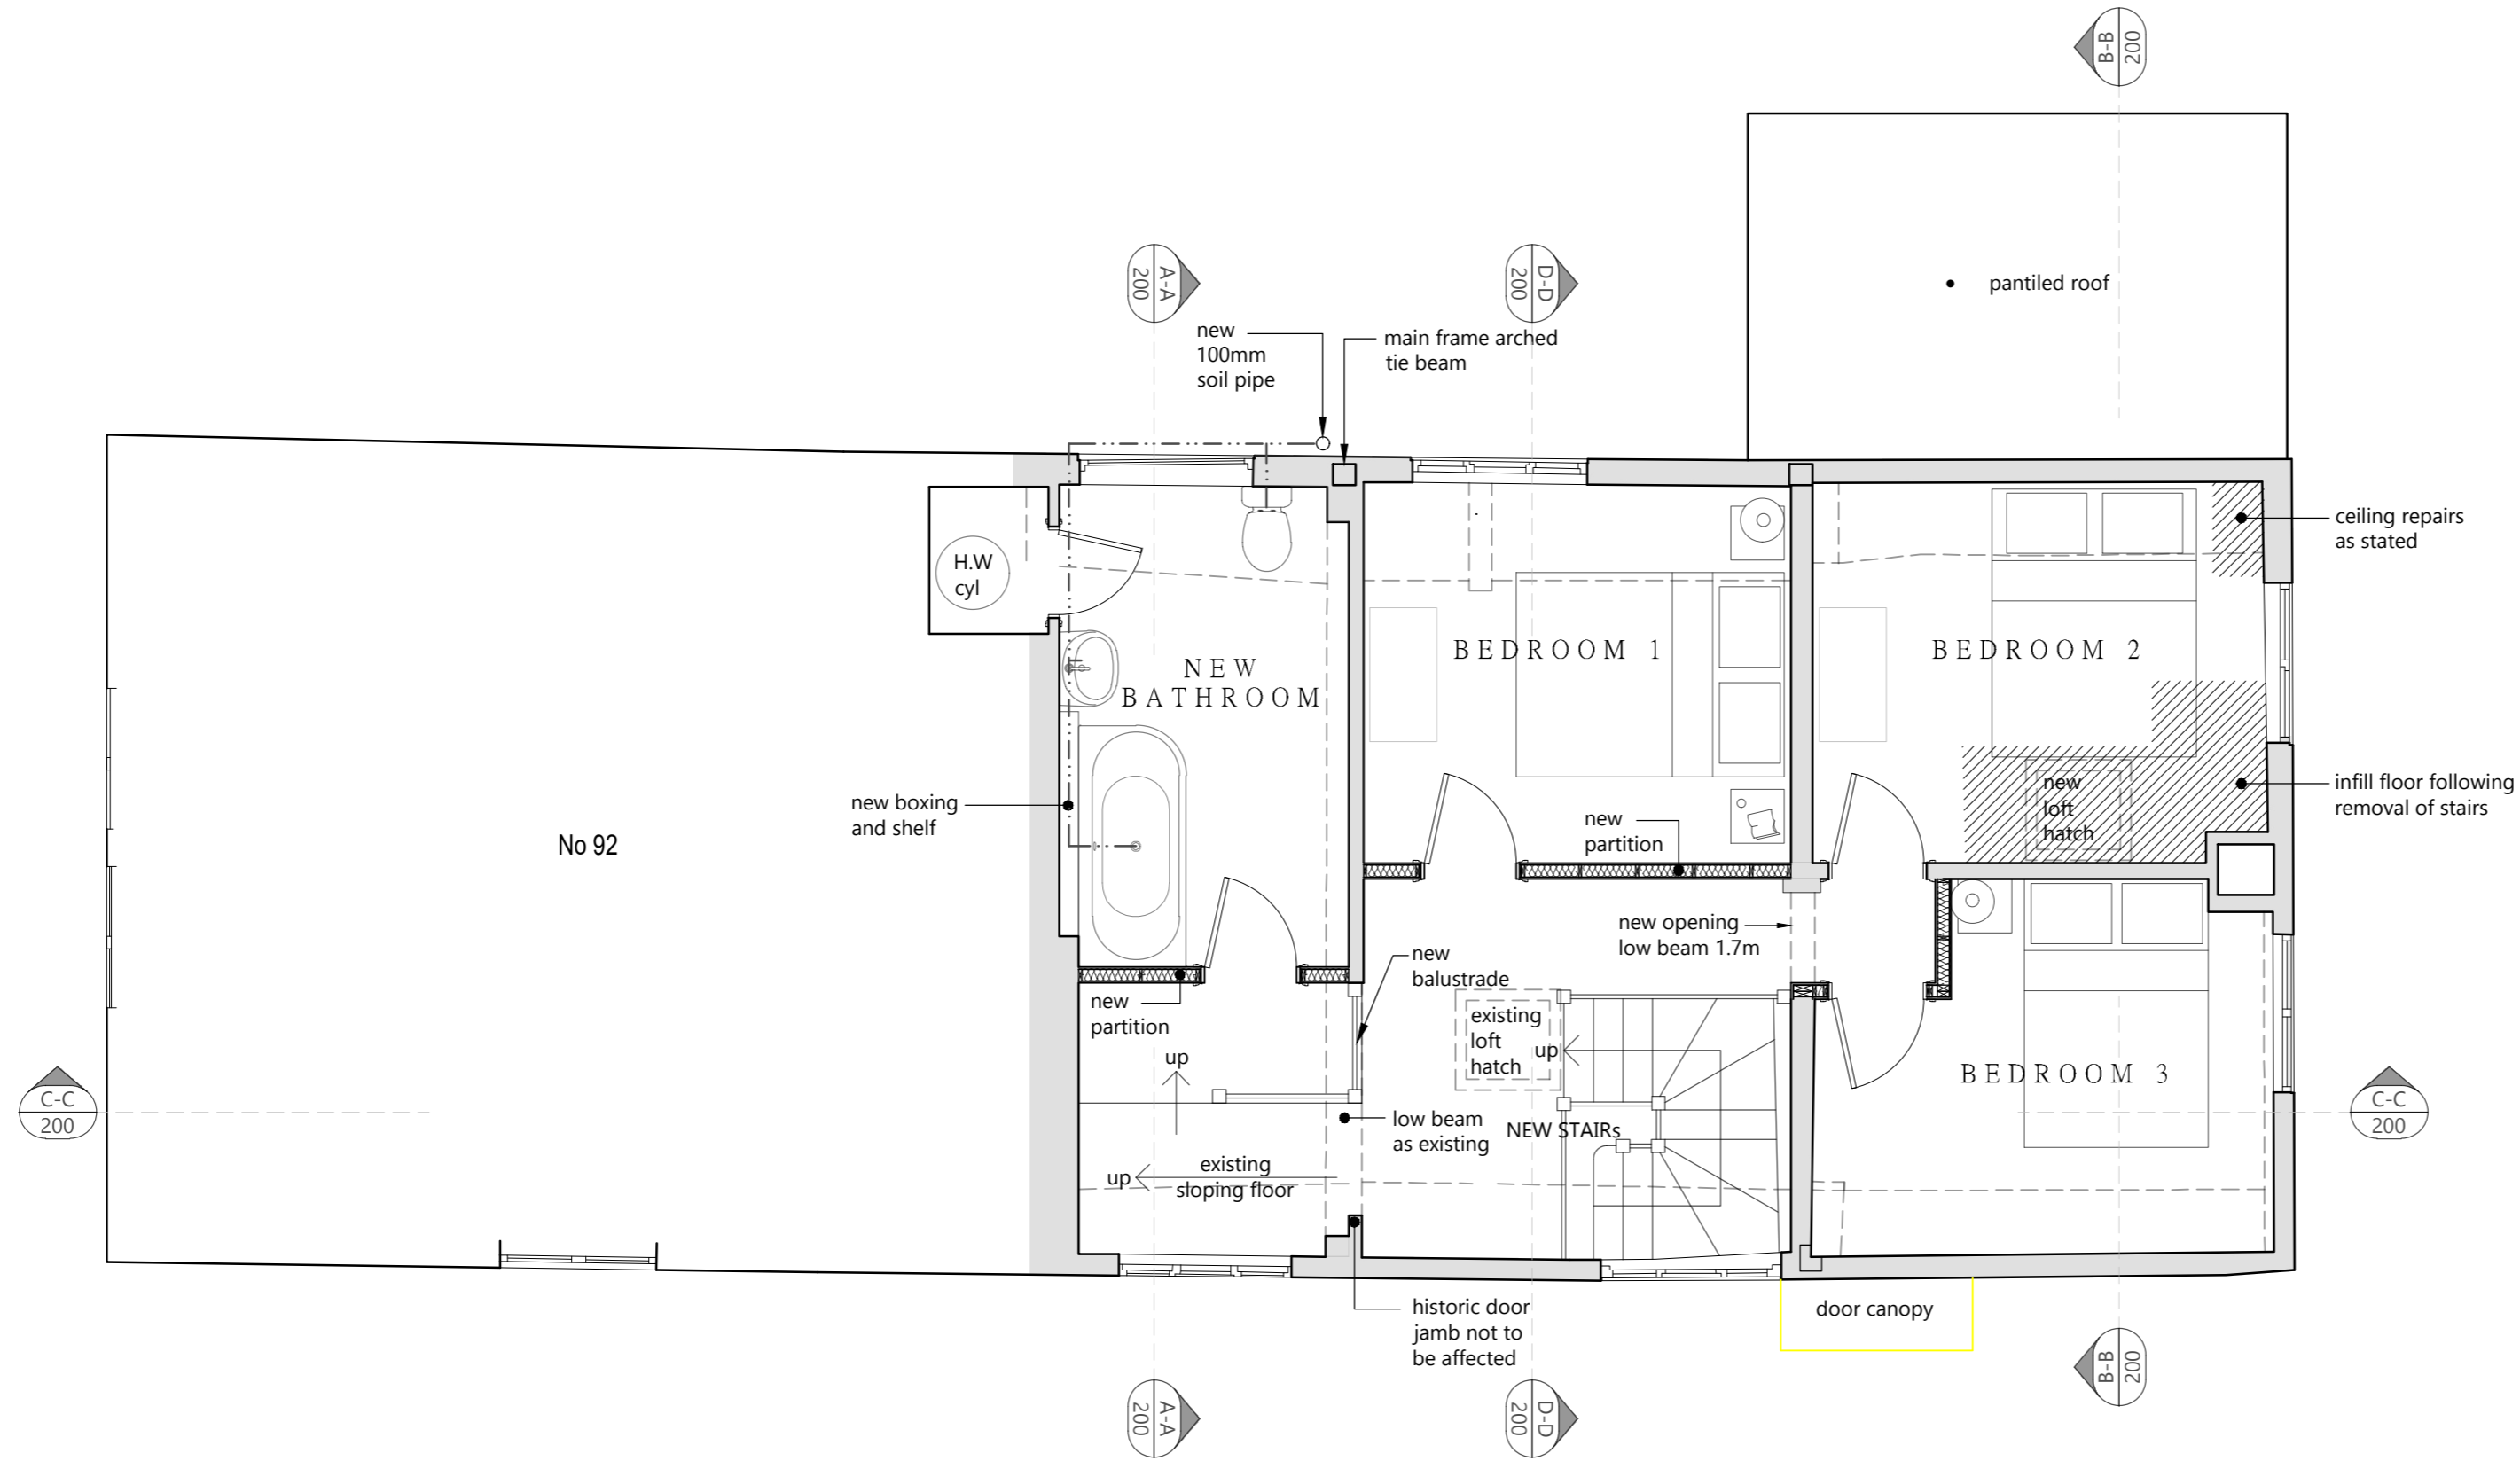 B-B
200
pantiled roof
A-A
200
D-D
200
new
100mm
soil pipe
main frame arched
tie beam
ceiling repairs
as stated
H.W
cyl
NEW
BATHROOM
BEDROOM 1
BEDROOM 2
new boxing
and shelf
No 92
new
partition
new
loft
hatch
infill floor following
removal of stairs
new opening
low beam 1.7m
new
balustrade
new
partition
existing
loft
hatch
up
up
BEDROOM 3
C-C
200
C-C
200
low beam
as existing
NEW STAIRs
up
existing
sloping floor
historic door
jamb not to
be affected
door canopy
A-A
200
D-D
200
B-B
200